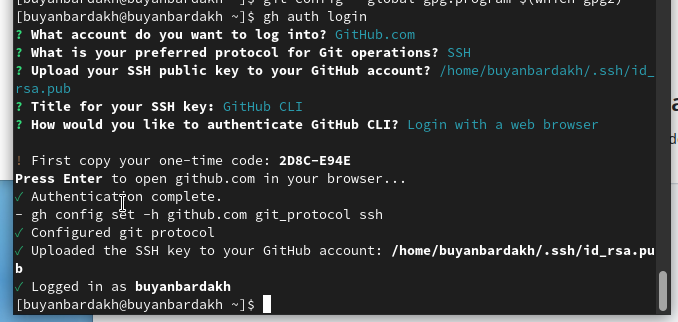 [buyanbardakh@buyanbardakh ~]$ git config --global gpg.program $(which gpg2)
[buyanbardakh@buyanbardakh ~]$ gh auth login
? What account do you want to log into? GitHub.com
? What is your preferred protocol for Git operations? SSH
? Upload your SSH public key to your GitHub account? /home/buyanbardakh/.ssh/id_
rsa.pub
? Title for your SSH key: GitHub CLI
? How would you like to authenticate GitHub CLI? Login with a web browser
! First copy your one-time code: 2D8C-E94E
Press Enter to open github.com in your browser...
✓ Authentication complete.
- gh config set -h github.com git_protocol ssh
✓ Configured git protocol
✓ Uploaded the SSH key to your GitHub account: /home/buyanbardakh/.ssh/id_rsa.pu
b
✓ Logged in as buyanbardakh
[buyanbardakh@buyanbardakh ~]$